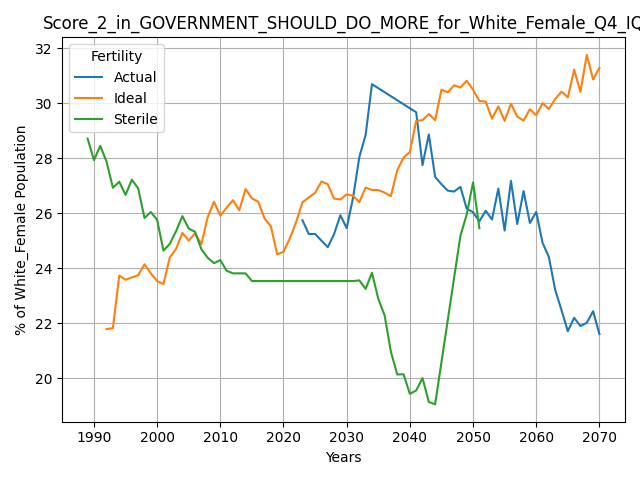 Score_2_in_GOVERNMENT_SHOULD_DO_MORE_for_White_Female_Q4_IQ
Fertility
Actual
Ideal
Sterile
% of White_Female Population
32
30
28
26
24
22
20
1990 2000 2010 2020 2030 2040 2050 2060 2070
Years